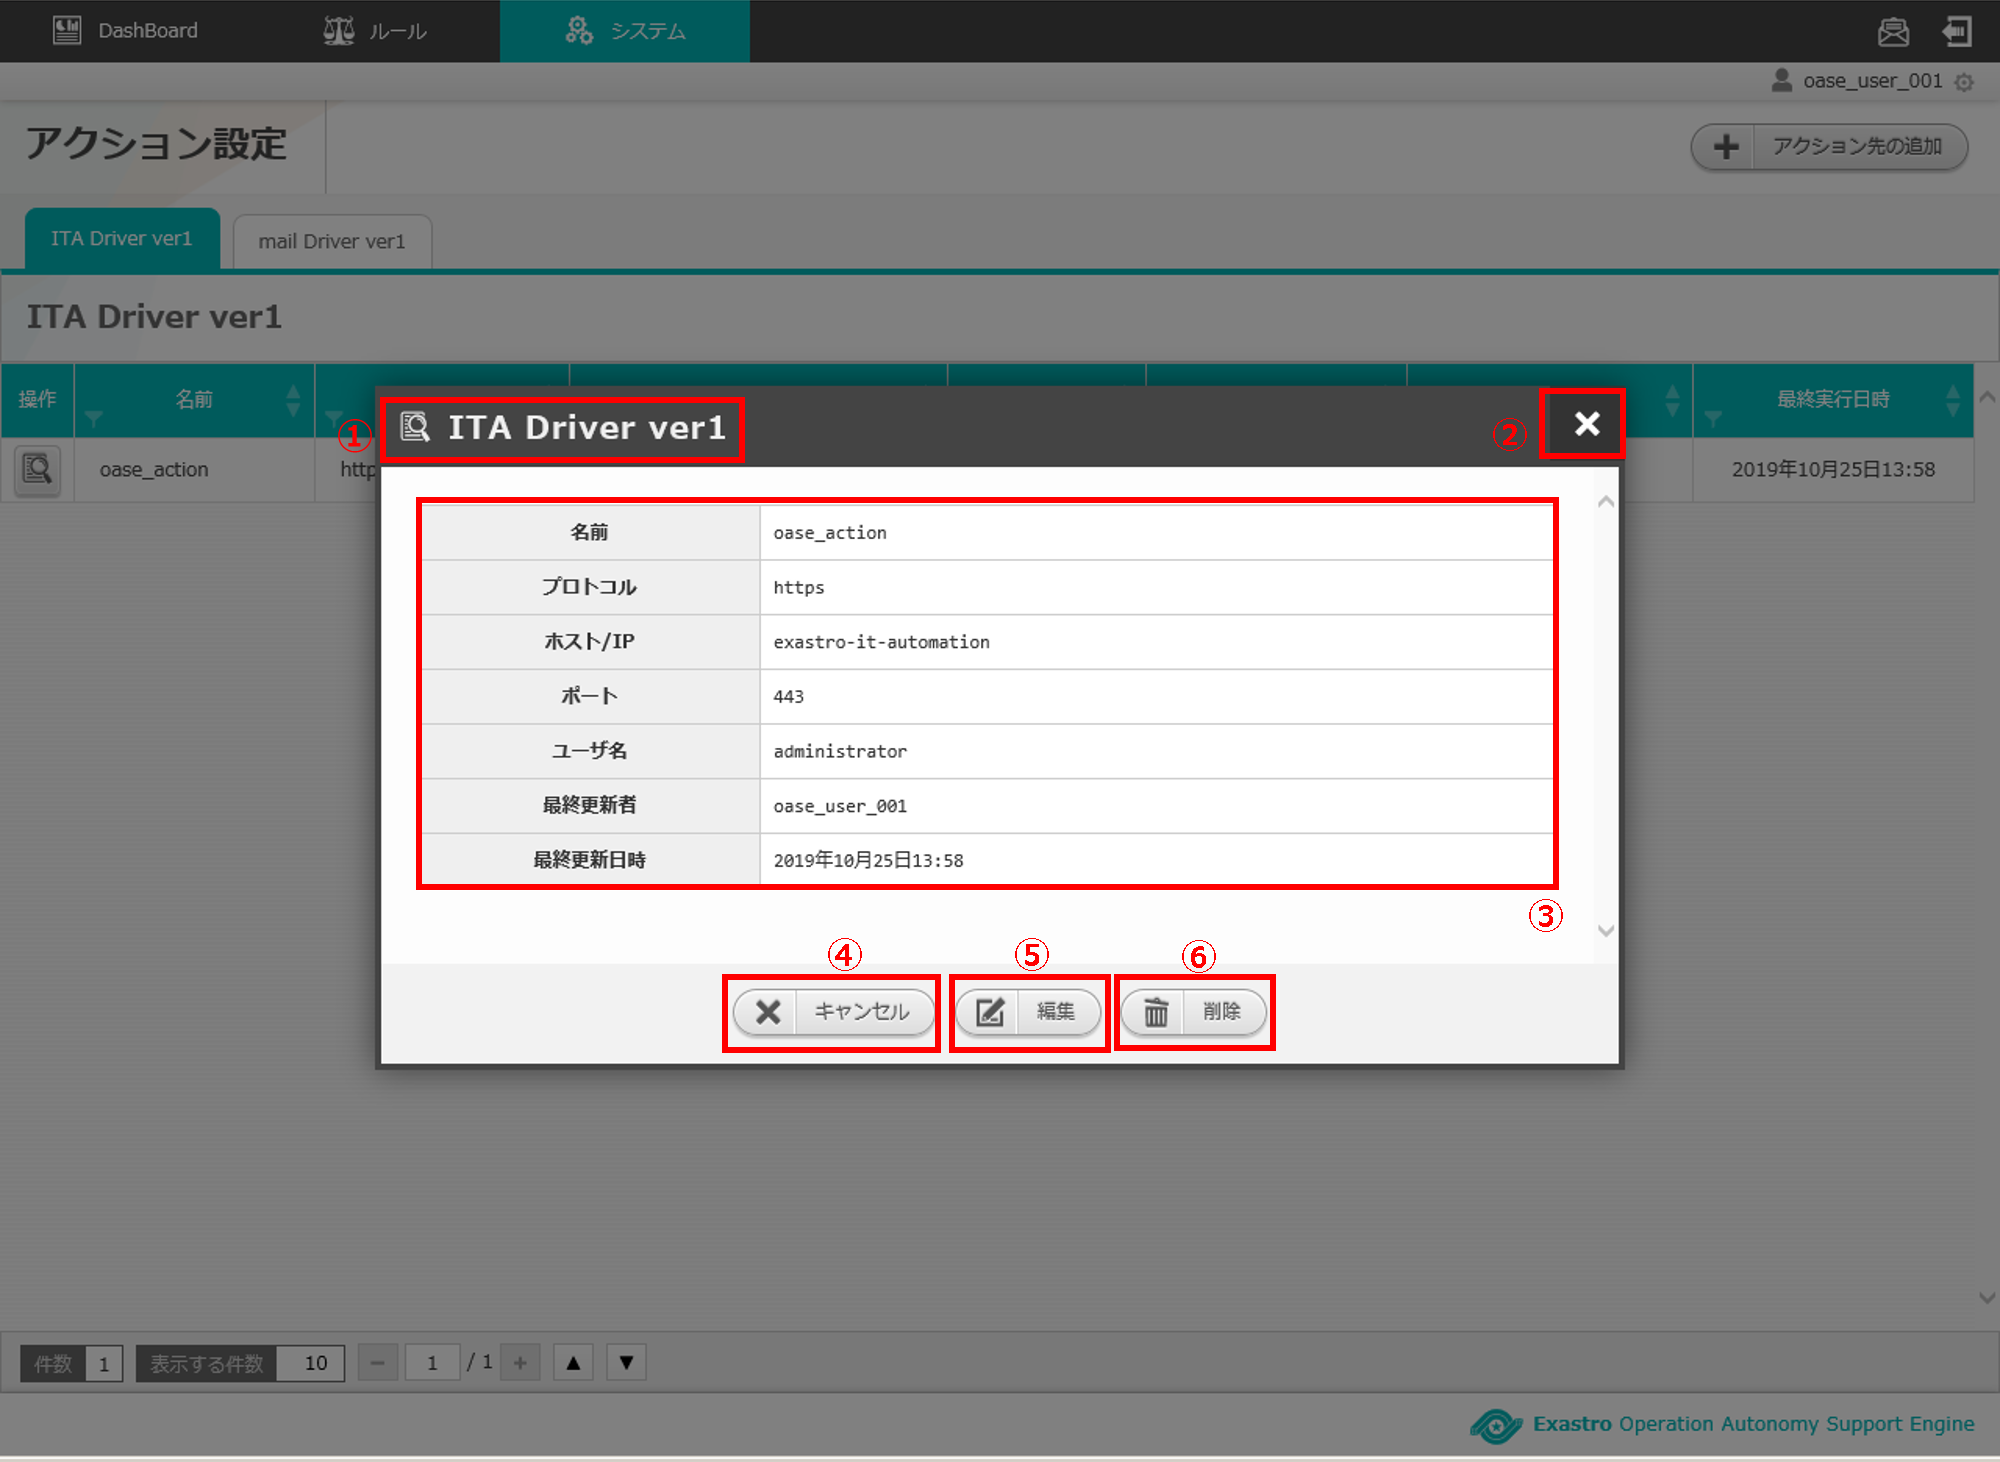 DashBoard ルール システム
oase_user_001
アクション設定
アクション先の追加
ITA Driver ver1 mail Driver ver1
ITA Driver ver1
操作 名前 最終実行日時
oase_action http 2019年10月25日13:58
① ITA Driver ver1 ②
名前 oase_action
プロトコル https
ホスト/IP exastro-it-automation
ポート 443
ユーザ名 administrator
最終更新者 oase_user_001
最終更新日時 2019年10月25日13:58
③
④ ⑤ ⑥
キャンセル 編集 削除
件数 1 表示する件数 10 − 1 / 1 + ▲ ▼
Exastro Operation Autonomy Support Engine